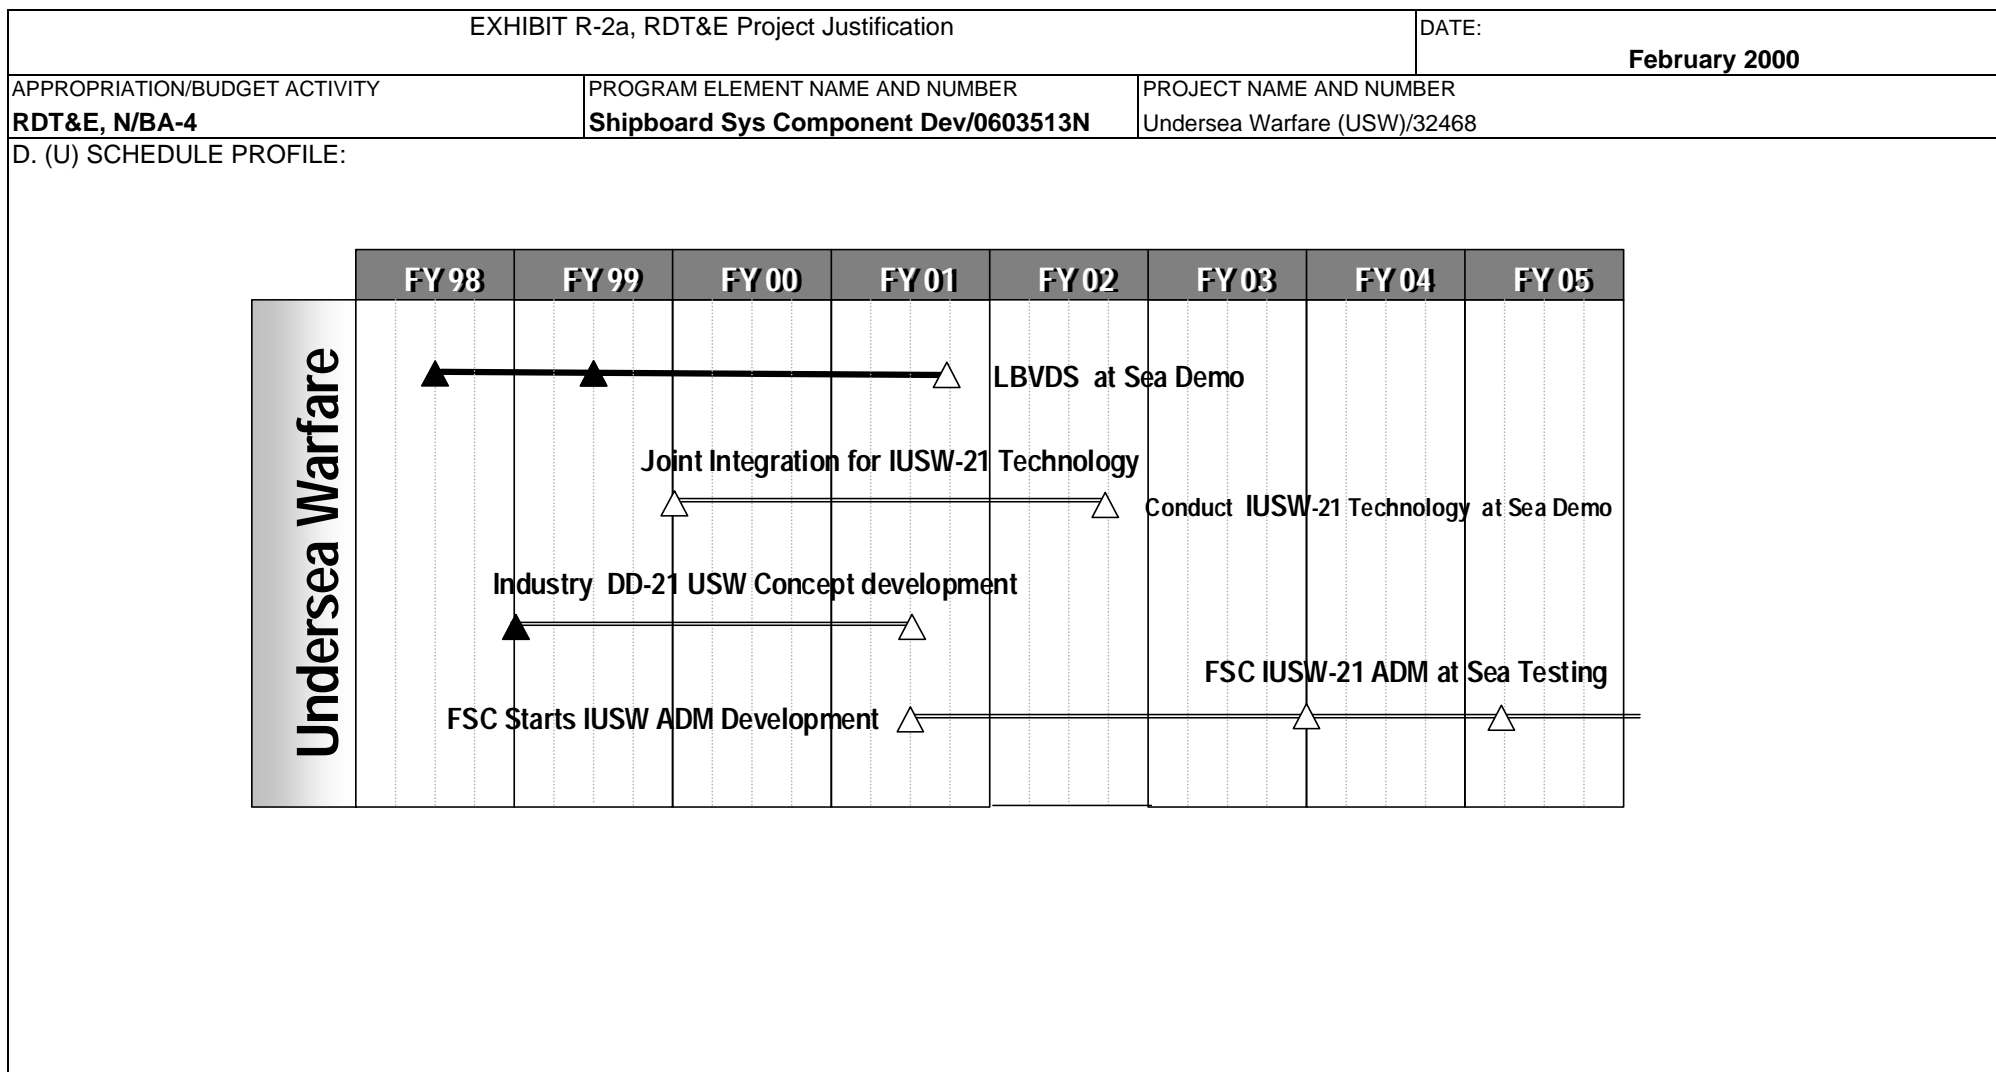 EXHIBIT R-2a, RDT&E Project Justification
DATE:
February 2000
APPROPRIATION/BUDGET ACTIVITY
PROGRAM ELEMENT NAME AND NUMBER
PROJECT NAME AND NUMBER
RDT&E, N/BA-4
Shipboard Sys Component Dev/0603513N
Undersea Warfare (USW)/32468
D. (U) SCHEDULE PROFILE:
FY 98 FY 99 FY 00 FY 01 FY 02 FY 03 FY 04 FY 05
Undersea Warfare
LBVDS at Sea Demo
Joint Integration for IUSW-21 Technology
Conduct IUSW-21 Technology at Sea Demo
Industry DD-21 USW Concept development
FSC IUSW-21 ADM at Sea Testing
FSC Starts IUSW ADM Development